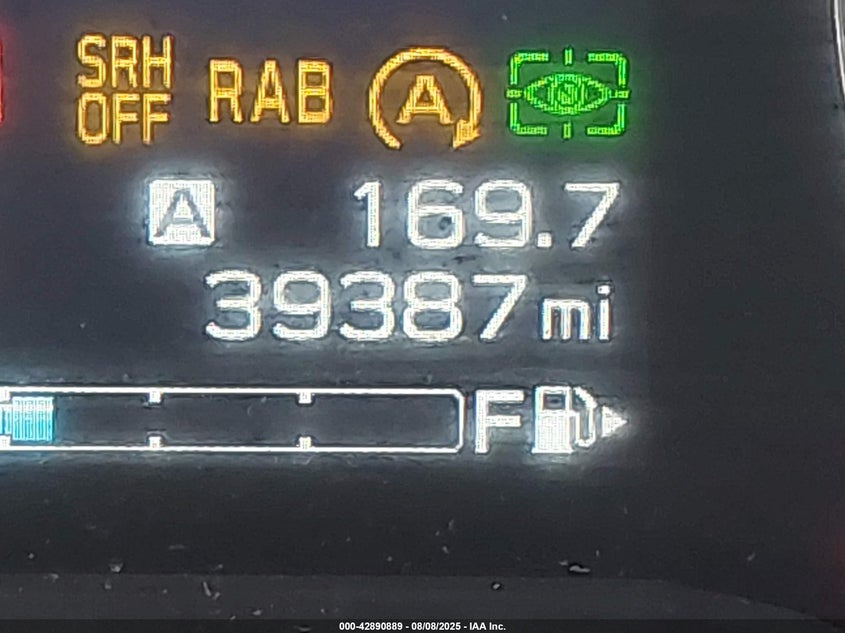 SRH OFF RAB A
A 169.7
39387 mi
F
000-42890889 - 08/08/2025 - IAA Inc.